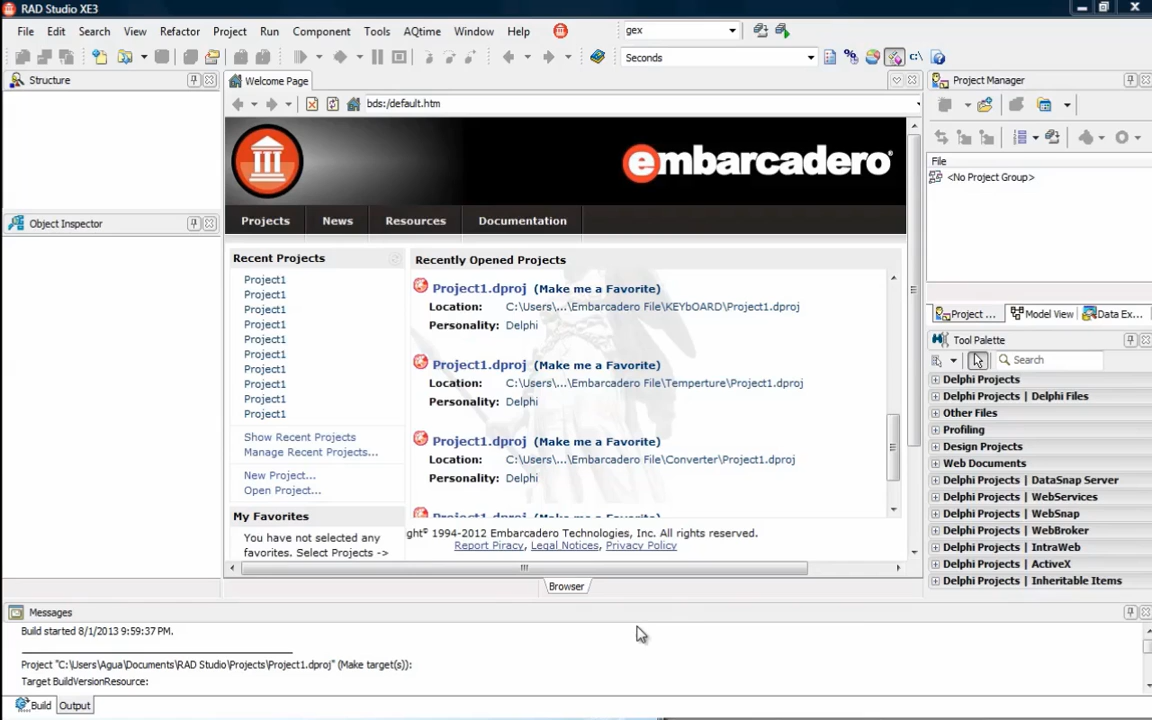 RAD Studio XE3
File Edit Search View Refactor Project Run Component Tools AQtime Window Help gex
Seconds
Structure
Welcome Page
Project Manager
bds:/default.htm
embarcadero®
File
<No Project Group>
Object Inspector
Projects News Resources Documentation
Recent Projects
Project1
Project1
Project1
Project1
Project1
Project1
Project1
Project1
Project1
Project1
Show Recent Projects
Manage Recent Projects...
New Project...
Open Project...
My Favorites
You have not selected any
favorites. Select Projects ->
Recently Opened Projects
Project1.dproj (Make me a Favorite)
Location: C:\Users\...\Embarcadero File\KEYbOARD\Project1.dproj
Personality: Delphi
Project1.dproj (Make me a Favorite)
Location: C:\Users\...\Embarcadero File\Temperture\Project1.dproj
Personality: Delphi
Project1.dproj (Make me a Favorite)
Location: C:\Users\...\Embarcadero File\Converter\Project1.dproj
Personality: Delphi
Project1.dproj (Make me a Favorite)
ght© 1994-2012 Embarcadero Technologies, Inc. All rights reserved.
Report Piracy, Legal Notices, Privacy Policy
Browser
Project ... Model View Data Ex...
Tool Palette
Search
Delphi Projects
Delphi Projects | Delphi Files
Other Files
Profiling
Design Projects
Web Documents
Delphi Projects | DataSnap Server
Delphi Projects | WebServices
Delphi Projects | WebSnap
Delphi Projects | WebBroker
Delphi Projects | IntraWeb
Delphi Projects | ActiveX
Delphi Projects | Inheritable Items
Messages
Build started 8/1/2013 9:59:37 PM.
Project "C:\Users\Agua\Documents\RAD Studio\Projects\Project1.dproj" (Make target(s)):
Target BuildVersionResource:
Build Output